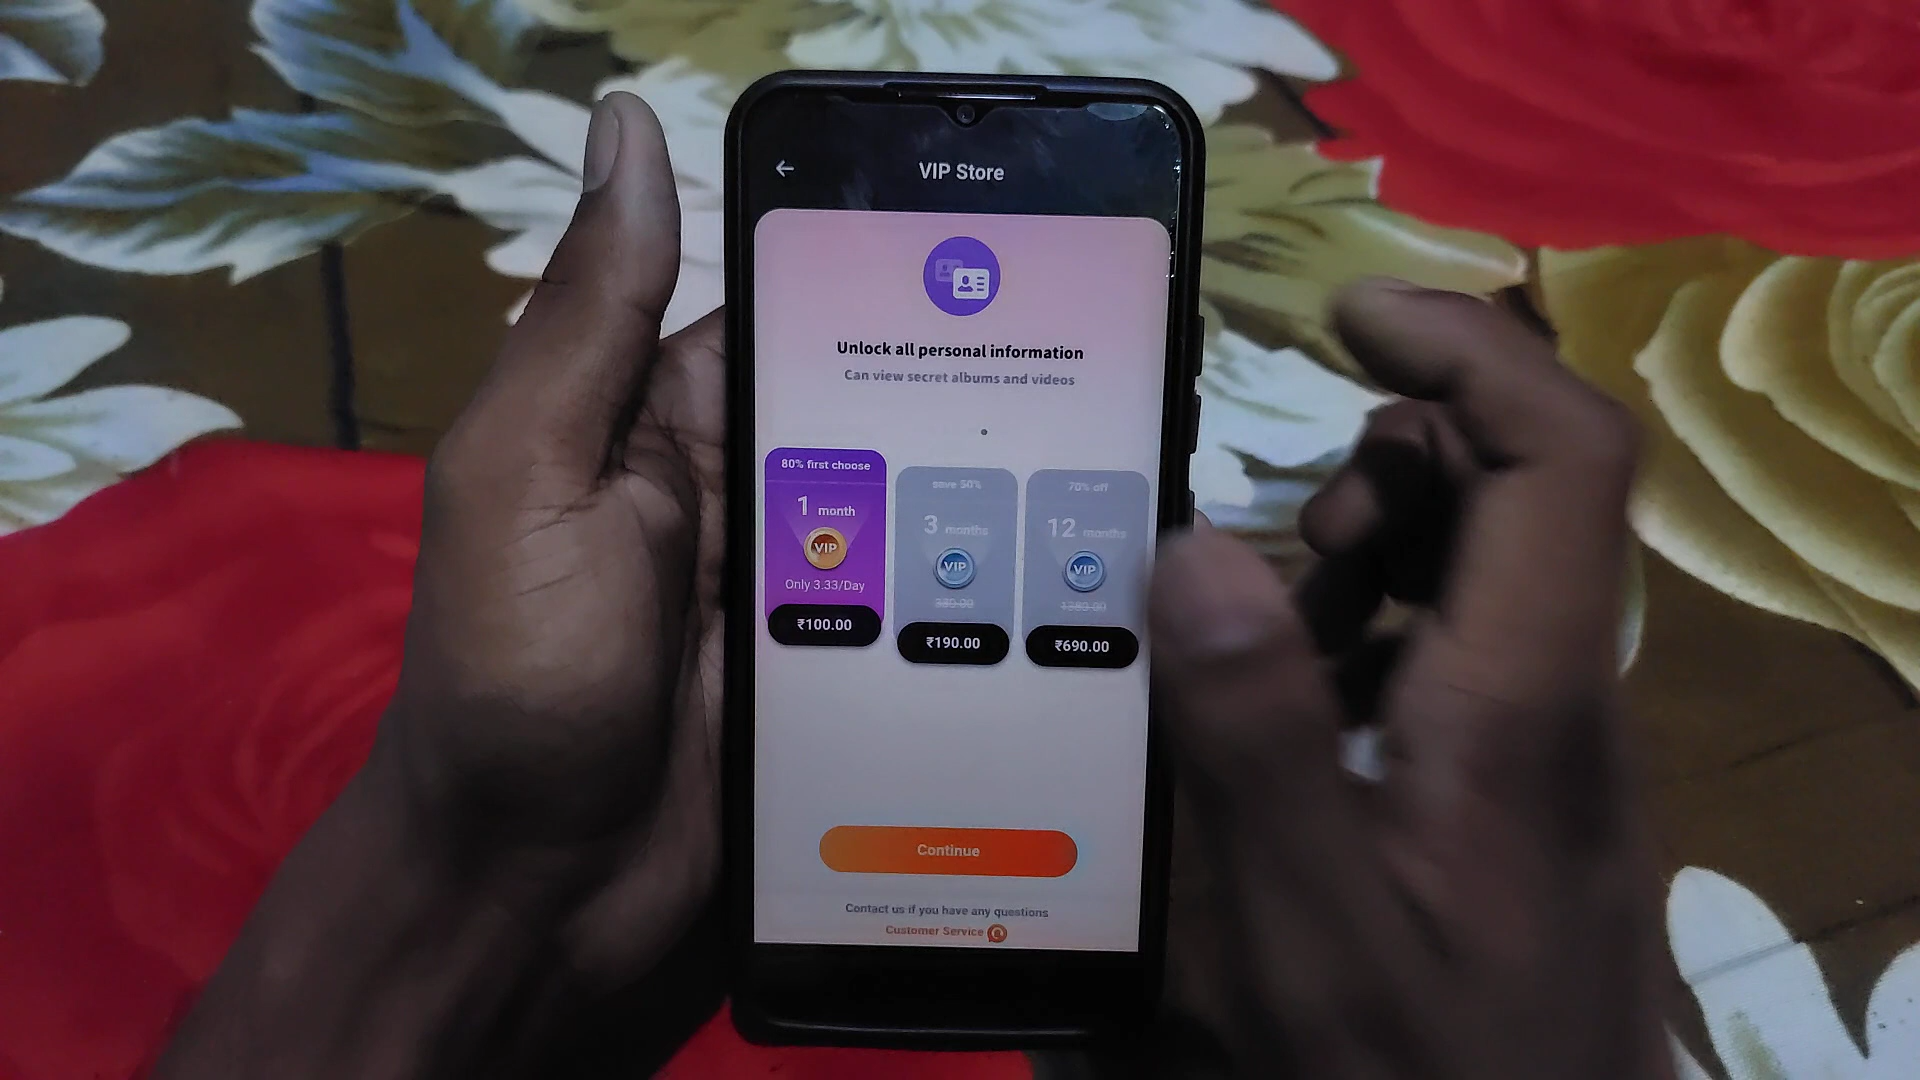 VIP Store
Unlock all personal information
Can view secret albums and videos
80% first choose
1 month
VIP
Only 3.33/Day
₹100.00
save 50%
3 months
VIP
₹190.00
70% off
12 months
VIP
1380.00
₹690.00
Continue
Contact us if you have any questions
Customer Service